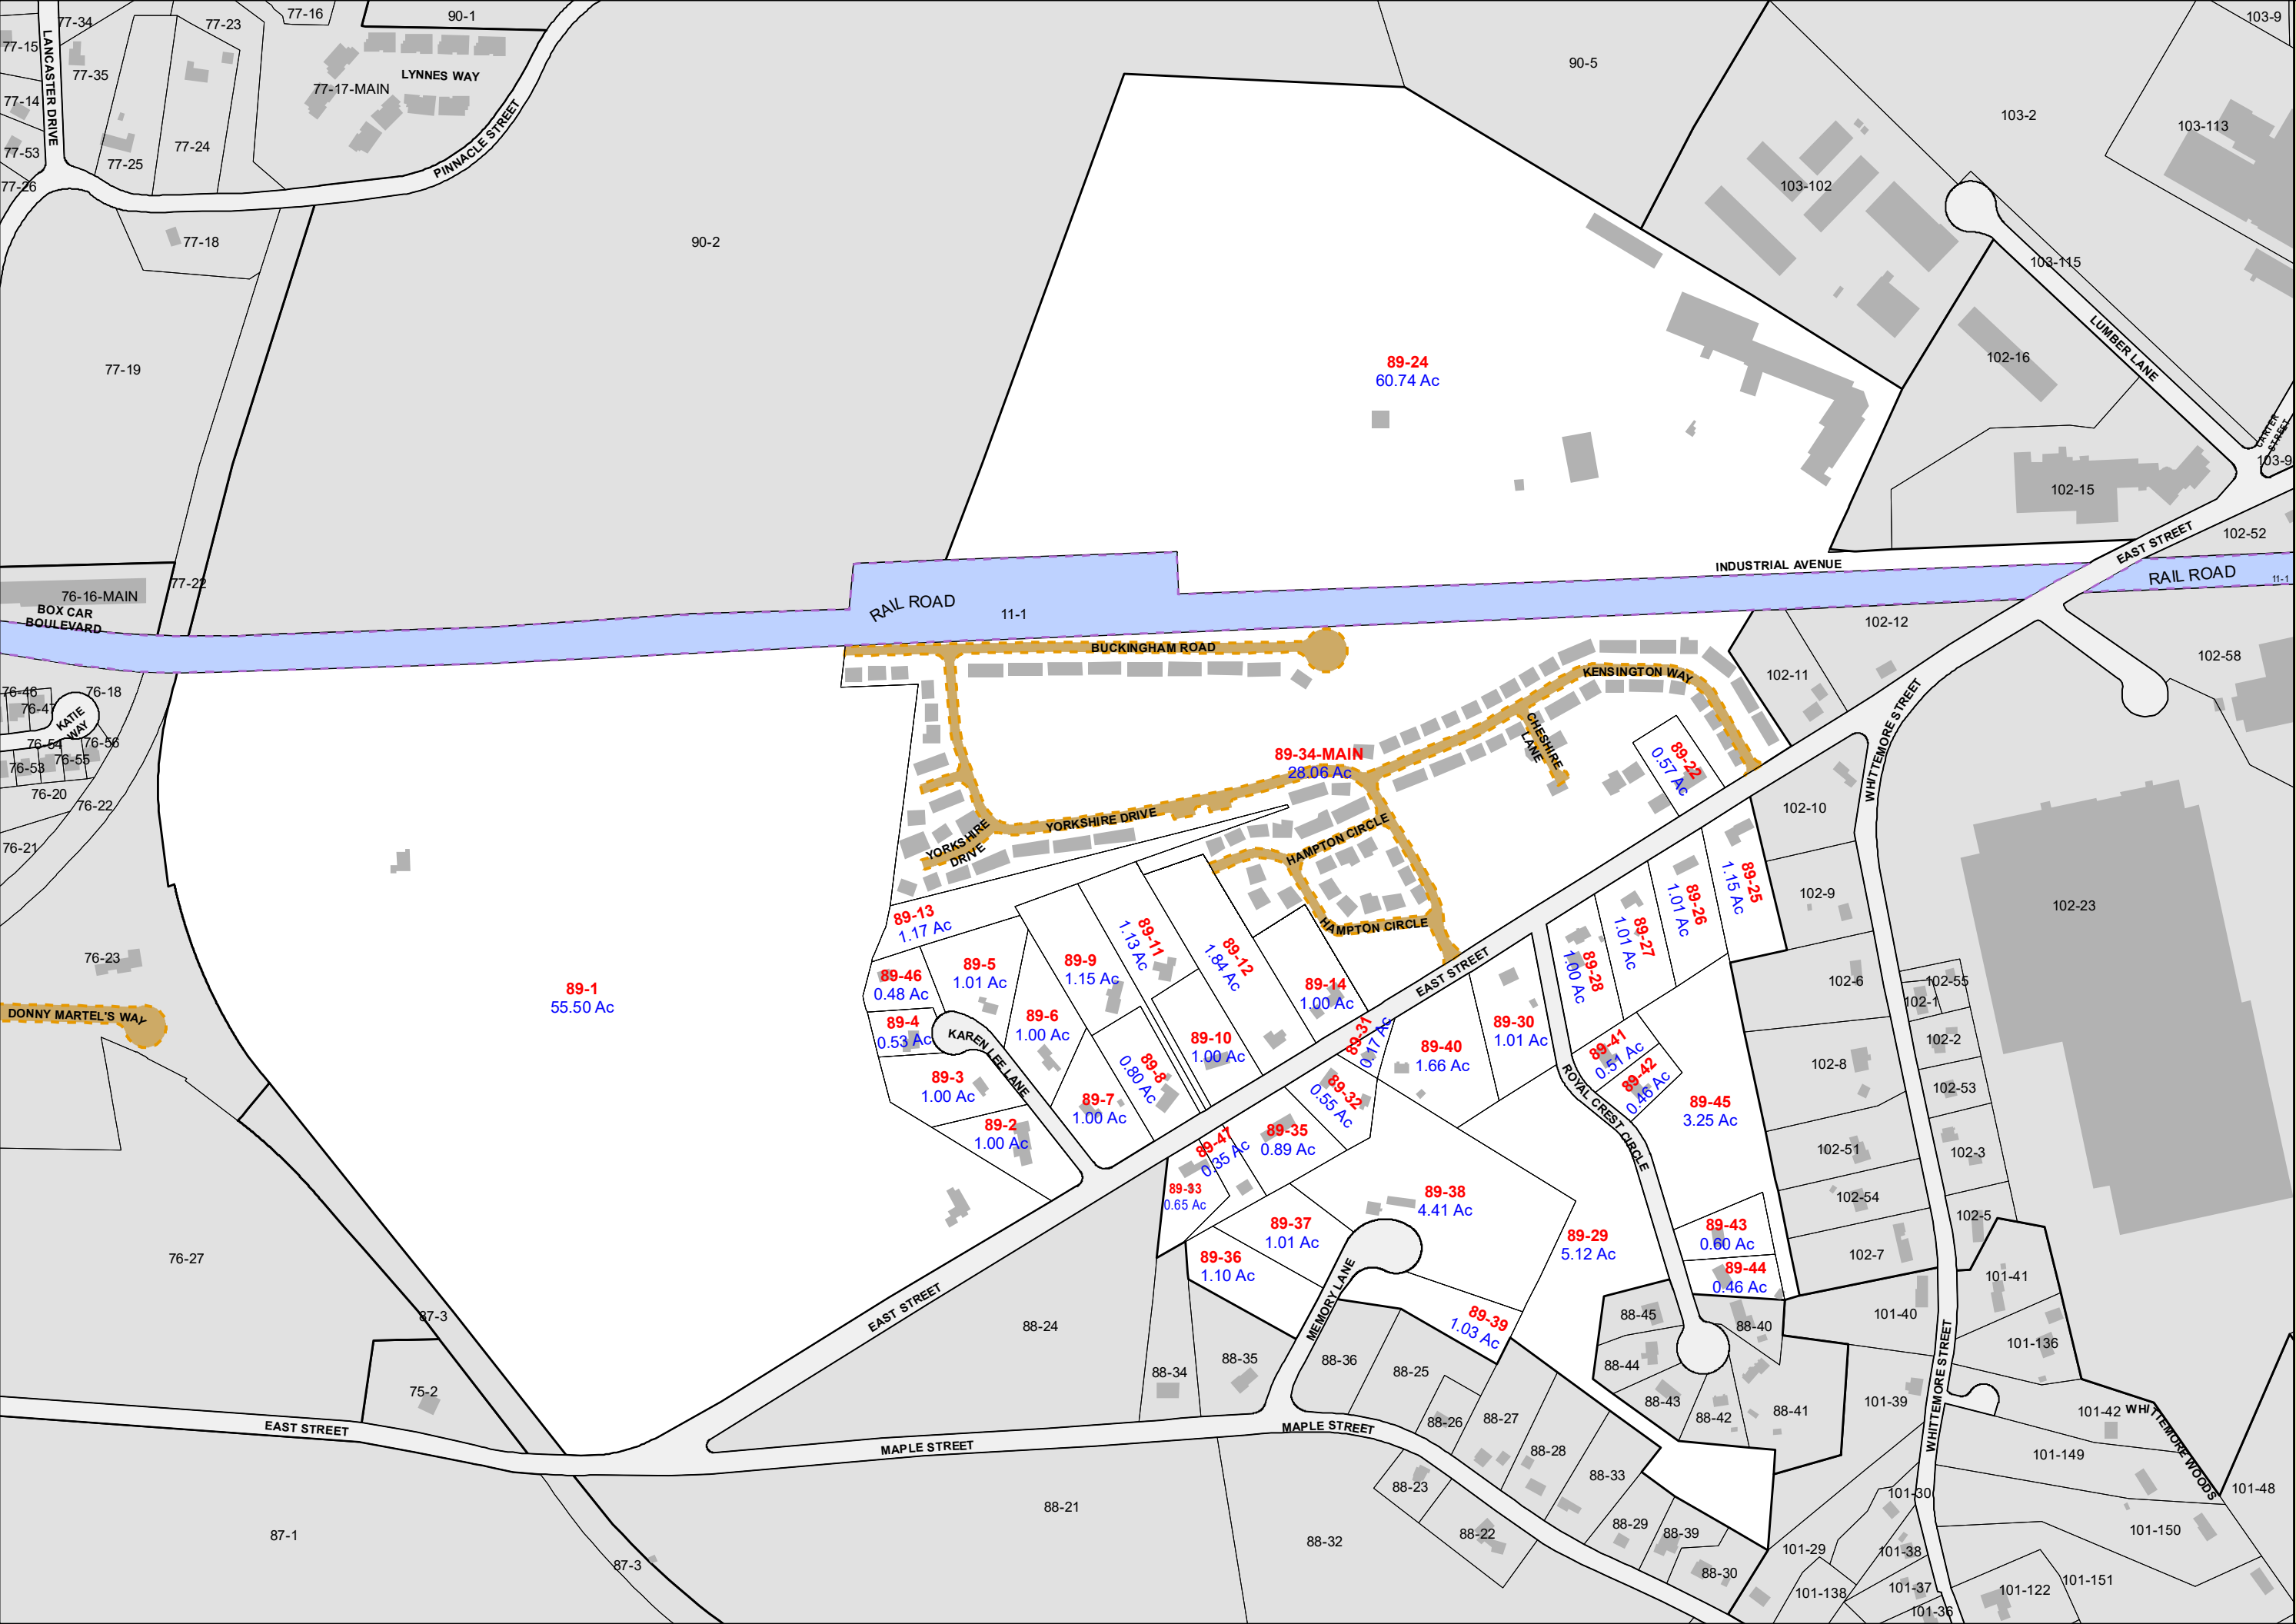 77-34
77-23
77-16
90-1
103-9
77-15
LANCASTER DRIVE
77-35
LYNNES WAY
77-17-MAIN
90-5
77-14
PINNACLE STREET
103-2
103-113
77-53
77-25
77-24
77-26
103-102
77-18
90-2
103-115
LUMBER LANE
102-16
77-19
89-24
60.74 Ac
CARTER
STREET
103-9
102-15
102-52
EAST STREET
INDUSTRIAL AVENUE
RAIL ROAD
11-1
77-22
76-16-MAIN
BOX CAR
BOULEVARD
RAIL ROAD
11-1
102-12
BUCKINGHAM ROAD
102-58
KENSINGTON WAY
102-11
76-46
76-18
76-47
KATIE
WAY
76-54
76-56
76-55
76-53
76-20
76-22
76-21
CHESHIRE
LANE
89-34-MAIN
28.06 Ac
89-22
0.57 Ac
WHITTEMORE STREET
102-10
YORKSHIRE DRIVE
YORKSHIRE
DRIVE
HAMPTON CIRCLE
HAMPTON CIRCLE
89-25
1.15 Ac
89-26
1.01 Ac
89-27
1.01 Ac
89-28
1.00 Ac
102-9
102-23
89-13
1.17 Ac
89-11
1.13 Ac
89-12
1.84 Ac
89-9
1.15 Ac
89-5
1.01 Ac
89-46
0.48 Ac
89-14
1.00 Ac
EAST STREET
76-23
DONNY MARTEL'S WAY
89-1
55.50 Ac
102-6
102-55
102-1
89-4
0.53 Ac
KAREN LEE LANE
89-6
1.00 Ac
89-10
1.00 Ac
89-31
0.17 Ac
89-40
1.66 Ac
89-30
1.01 Ac
89-41
0.51 Ac
89-42
0.46 Ac
102-2
102-8
102-53
89-3
1.00 Ac
89-8
0.80 Ac
89-7
1.00 Ac
89-32
0.55 Ac
ROYAL CREST CIRCLE
89-45
3.25 Ac
89-2
1.00 Ac
89-47
0.35 Ac
89-35
0.89 Ac
102-51
102-3
89-33
0.65 Ac
89-38
4.41 Ac
102-54
102-5
89-37
1.01 Ac
89-29
5.12 Ac
89-43
0.60 Ac
102-7
89-36
1.10 Ac
89-44
0.46 Ac
101-41
76-27
MEMORY LANE
EAST STREET
87-3
88-24
89-39
1.03 Ac
88-45
88-40
101-40
101-136
88-34
88-35
88-36
88-25
88-44
75-2
88-43
88-42
88-41
101-39
WHITTEMORE STREET
101-42
WHITTEMORE WOODS
EAST STREET
MAPLE STREET
MAPLE STREET
88-26
88-27
88-28
101-149
88-33
88-23
101-30
101-48
87-1
88-21
88-32
88-22
88-29
88-39
101-29
101-38
101-150
87-3
88-30
101-138
101-37
101-122
101-151
101-36